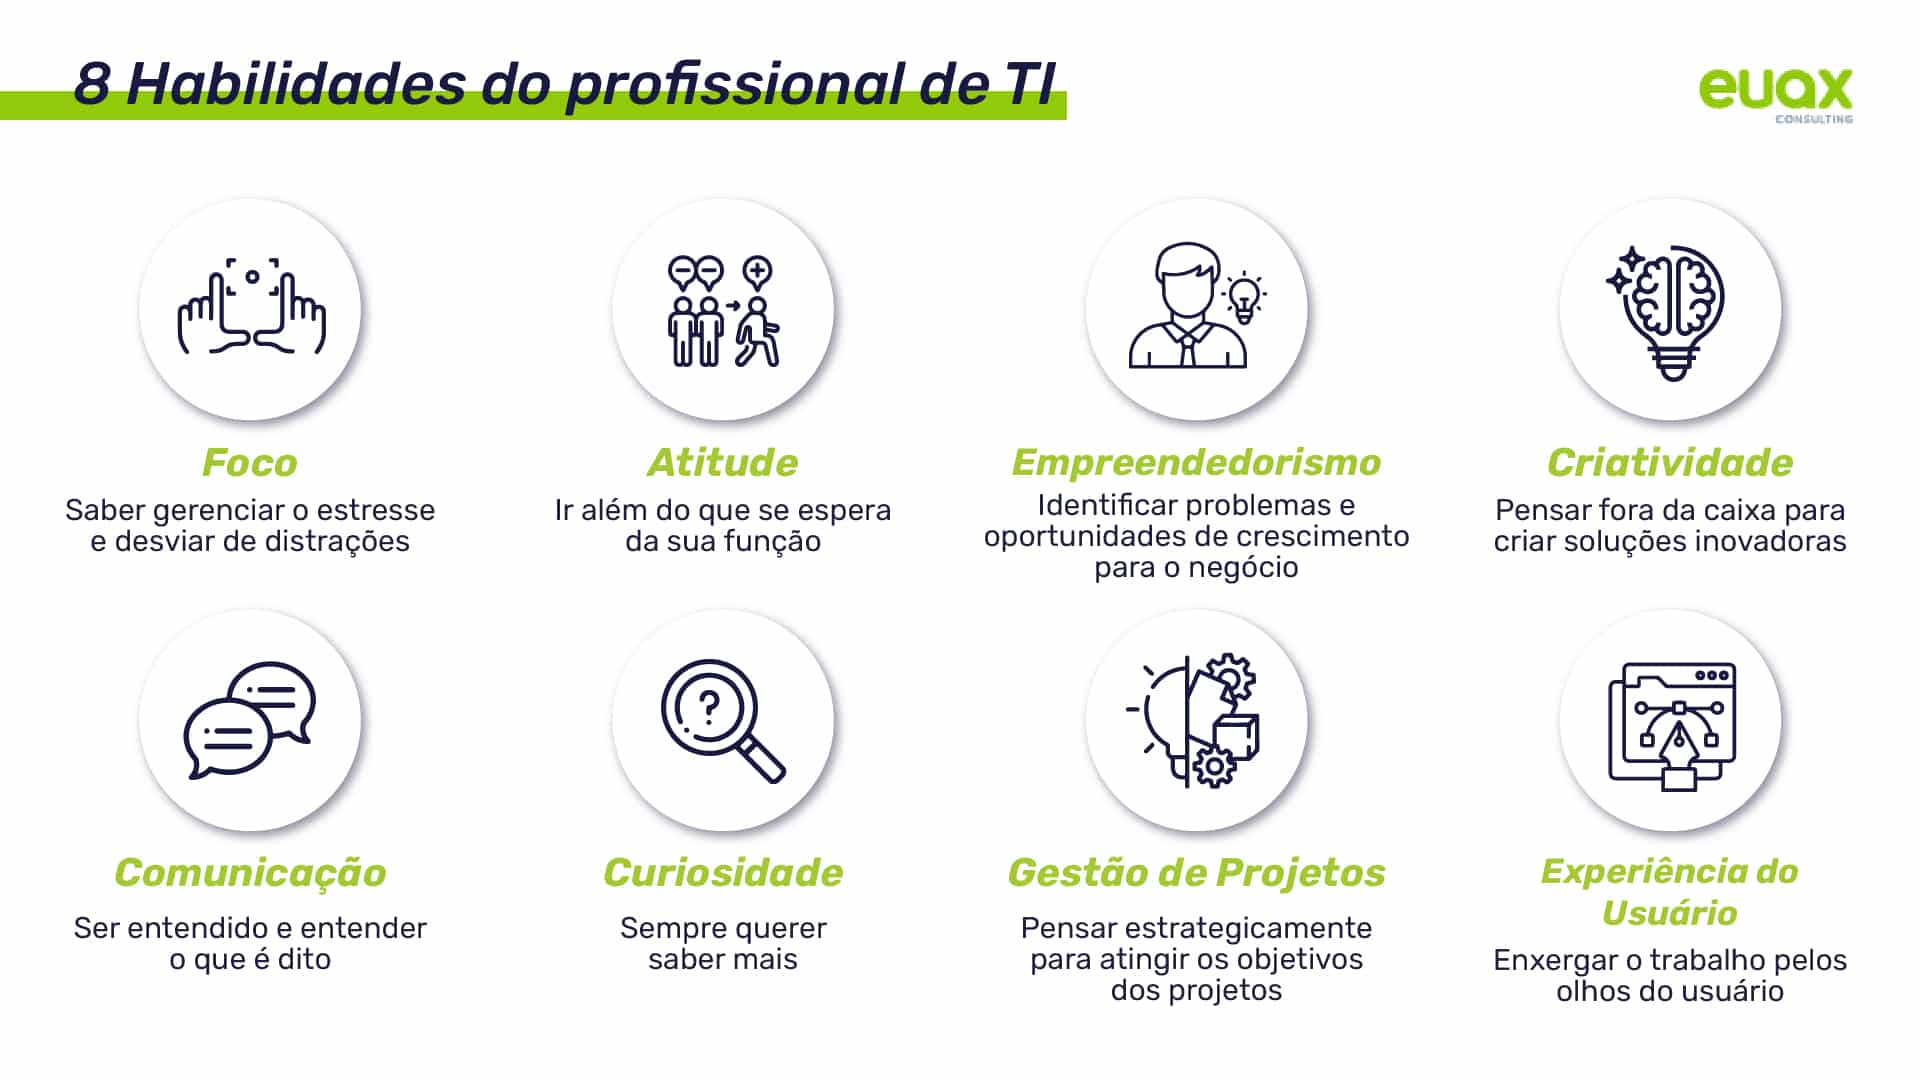 8 Habilidades do profissional de TI
euax
CONSULTING
Foco
Saber gerenciar o estresse
e desviar de distrações
Atitude
Ir além do que se espera
da sua função
Empreendedorismo
Identificar problemas e
oportunidades de crescimento
para o negócio
Criatividade
Pensar fora da caixa para
criar soluções inovadoras
Comunicação
Ser entendido e entender
o que é dito
?
Curiosidade
Sempre querer
saber mais
Gestão de Projetos
Pensar estrategicamente
para atingir os objetivos
dos projetos
Experiência do
Usuário
Enxergar o trabalho pelos
olhos do usuário